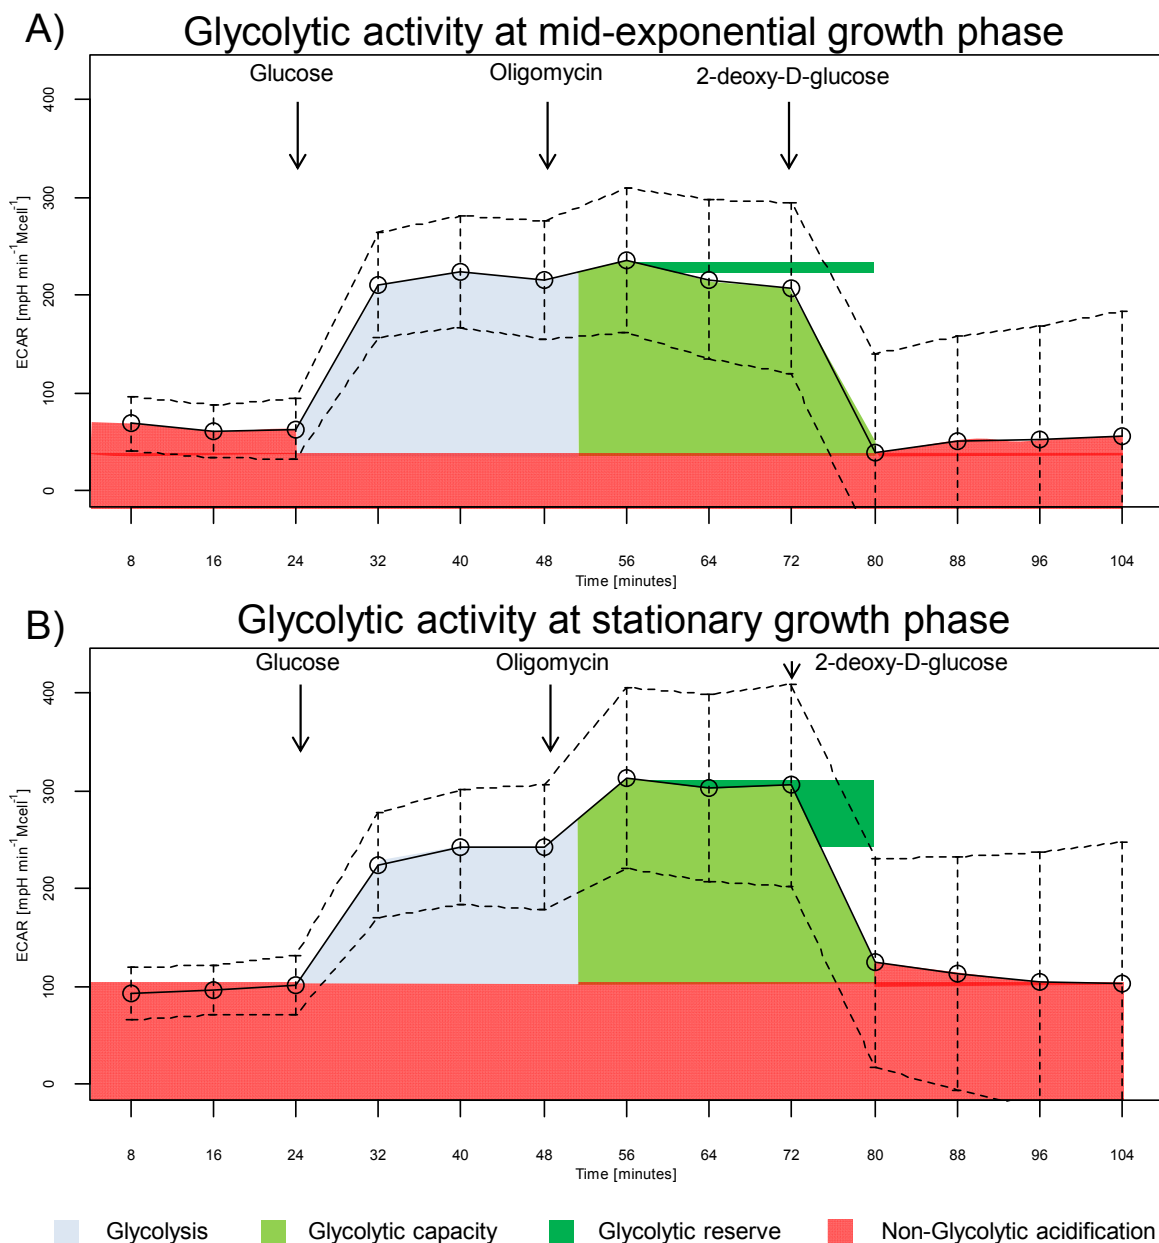 A) Glycolytic activity at mid-exponential growth phase
Glucose Oligomycin 2-deoxy-D-glucose
400
300
200
100
0
ECAR [mpH min⁻¹Mcell⁻¹]
8 16 24 32 40 48 56 64 72 80 88 96 104
Time [minutes]
B) Glycolytic activity at stationary growth phase
Glucose Oligomycin 2-deoxy-D-glucose
400
300
200
100
0
ECAR [mpH min⁻¹Mcell⁻¹]
8 16 24 32 40 48 56 64 72 80 88 96 104
Time [minutes]
Glycolysis Glycolytic capacity Glycolytic reserve Non-Glycolytic acidification